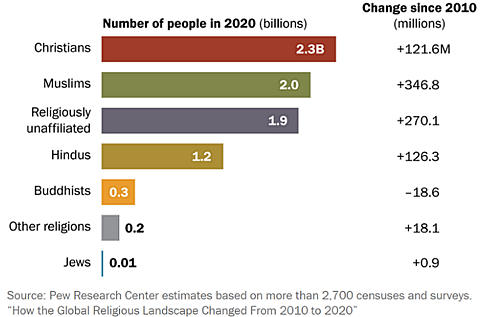 Number of people in 2020 (billions)
Change since 2010
(millions)
Christians 2.3B +121.6M
Muslims 2.0 +346.8
Religiously
unaffiliated 1.9 +270.1
Hindus 1.2 +126.3
Buddhists 0.3 –18.6
Other religions 0.2 +18.1
Jews 0.01 +0.9
Source: Pew Research Center estimates based on more than 2,700 censuses and surveys.
“How the Global Religious Landscape Changed From 2010 to 2020”